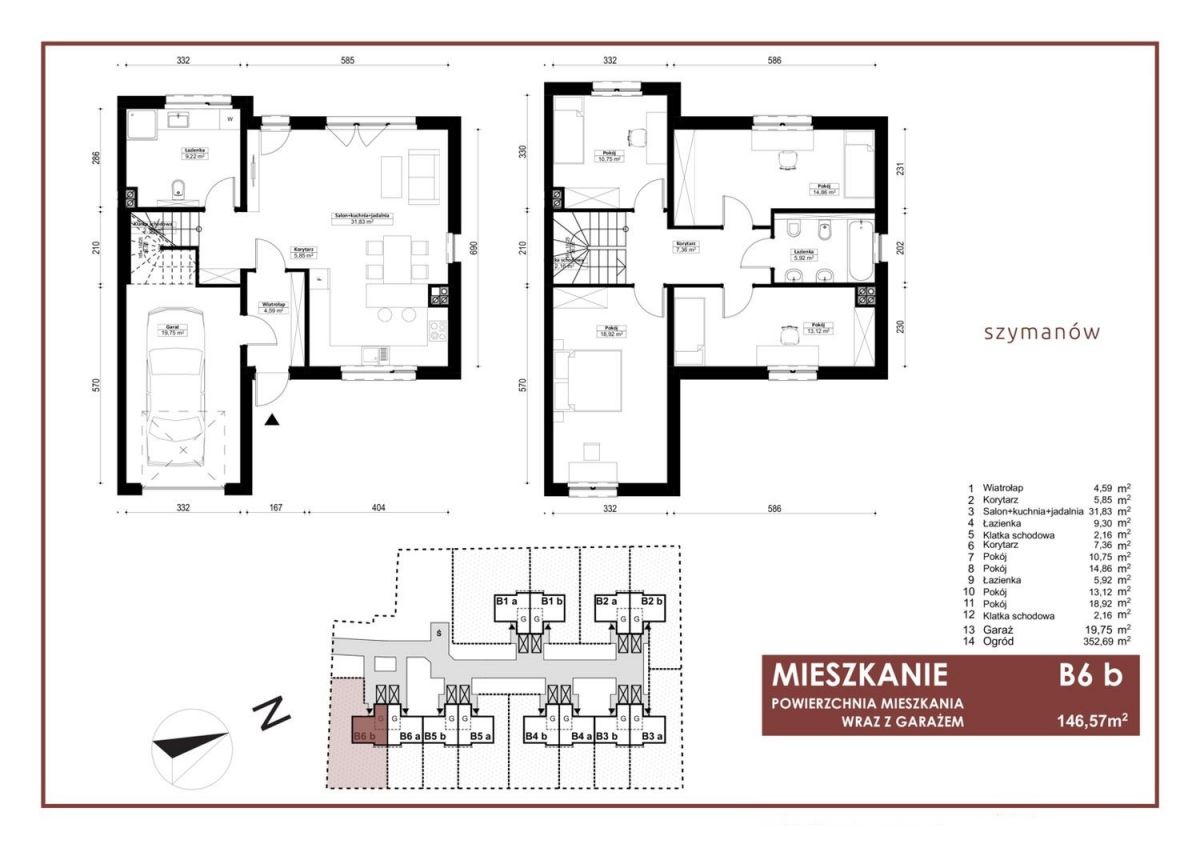 332
585
332
586
286
210
570
690
330
210
570
231
202
230
W
Łazienka
9,22 m²
Salon+kuchnia+jadalnia
31,83 m²
Klatka schodowa
Korytarz
5,85 m²
Wiatrołap
4,59 m²
Garaż
19,75 m²
Pokój
10,75 m²
Pokój
14,86 m²
Korytarz
7,36 m²
Łazienka
5,92 m²
2,16 m²
Pokój
18,92 m²
Pokój
13,12 m²
332
167
404
332
586
szymanów
1 Wiatrołap 4,59 m²
2 Korytarz 5,85 m²
3 Salon+kuchnia+jadalnia 31,83 m²
4 Łazienka 9,30 m²
5 Klatka schodowa 2,16 m²
6 Korytarz 7,36 m²
7 Pokój 10,75 m²
8 Pokój 14,86 m²
9 Łazienka 5,92 m²
10 Pokój 13,12 m²
11 Pokój 18,92 m²
12 Klatka schodowa 2,16 m²
13 Garaż 19,75 m²
14 Ogród 352,69 m²
MIESZKANIE B6 b
POWIERZCHNIA MIESZKANIA
WRAZ Z GARAŻEM 146,57m²
B1 a B1 b B2 a B2 b
G G G G
Ś
G G G G G G G G
B6 b B6 a B5 b B5 a B4 b B4 a B3 b B3 a
N